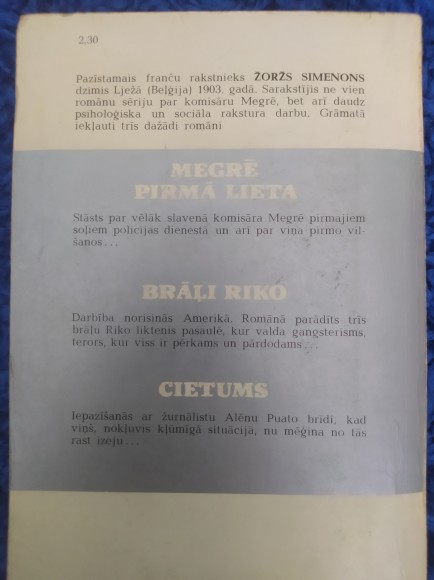 2,30
Pazīstamais franču rakstnieks ŽORŽS SIMENONS
dzimis Lježā (Beļģija) 1903. gadā. Sarakstījis ne vien
romānu sēriju par komisāru Megrē, bet arī daudz
psiholoģiska un sociāla rakstura darbu. Grāmatā
iekļauti trīs dažādi romāni
MEGRĒ
PIRMĀ LIETA
Stāsts par vēlāk slavenā komisāra Megrē pirmajiem
soļiem policijas dienestā un arī par viņa pirmo vil-
šanos...
BRĀĻI RIKO
Darbība norisinās Amerikā. Romānā parādīts trīs
brāļu Riko liktenis pasaulē, kur valda gangsterisms,
terors, kur viss ir pērkams un pārdodams...
CIETUMS
Iepazīšanās ar žurnālistu Alēnu Puato brīdī, kad
viņš, nokļuvis kļūmīgā situācijā, nu mēģina no tās
rast izeju...